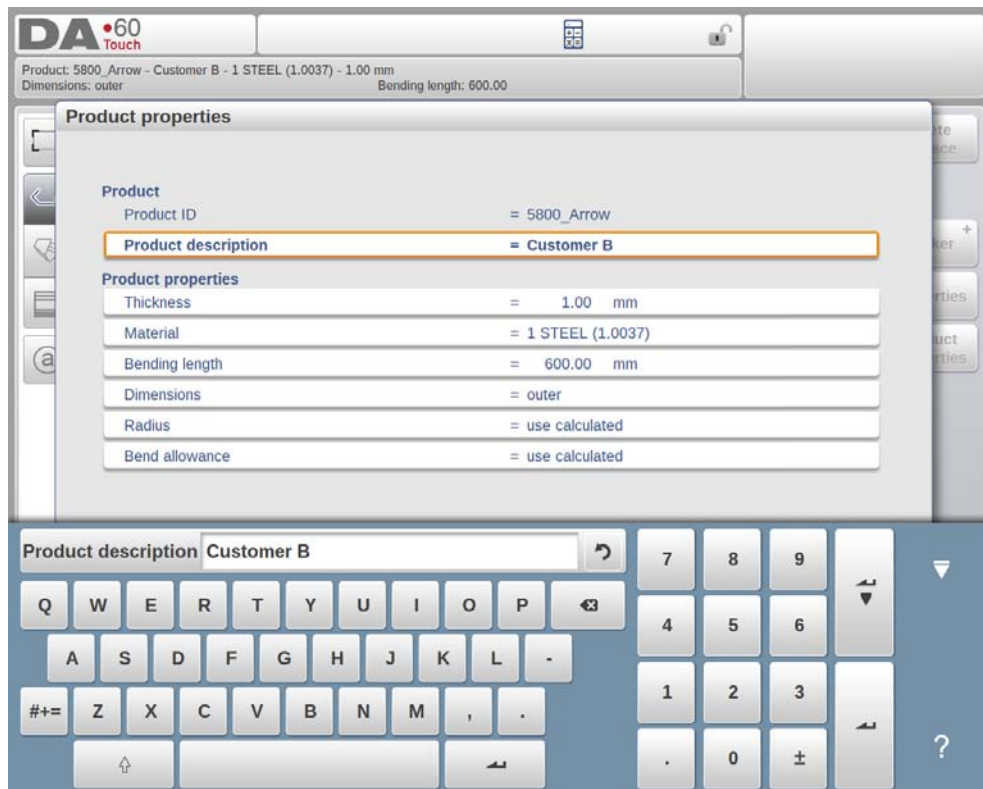 DA•60
Touch
Product: 5800_Arrow - Customer B - 1 STEEL (1.0037) - 1.00 mm
Dimensions: outer Bending length: 600.00
Product properties
Product
Product ID = 5800_Arrow
Product description = Customer B
Product properties
Thickness = 1.00 mm
Material = 1 STEEL (1.0037)
Bending length = 600.00 mm
Dimensions = outer
Radius = use calculated
Bend allowance = use calculated
Product description Customer B
7 8 9
Q W E R T Y U I O P
4 5 6
A S D F G H J K L -
1 2 3
#+= Z X C V B N M , .
. 0 ±
?